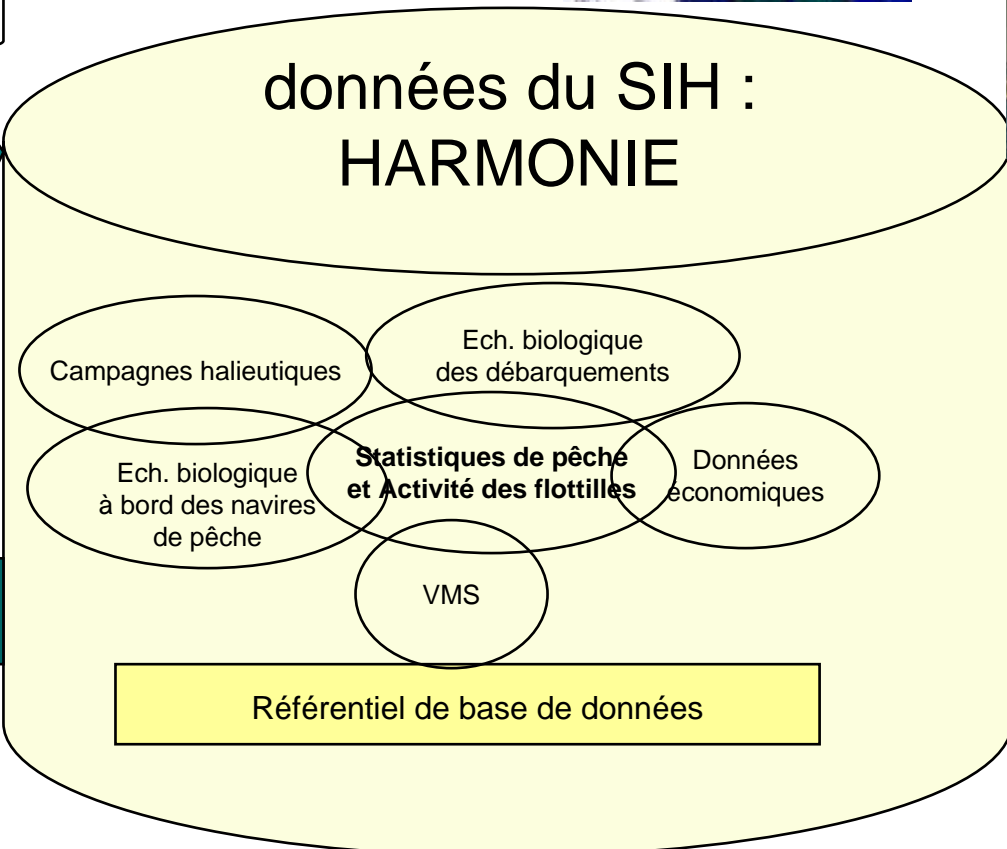 données du SIH :
HARMONIE
Campagnes halieutiques
Ech. biologique
des débarquements
Ech. biologique
à bord des navires
de pêche
Statistiques de pêche
et Activité des flottilles
Données
économiques
VMS
Référentiel de base de données